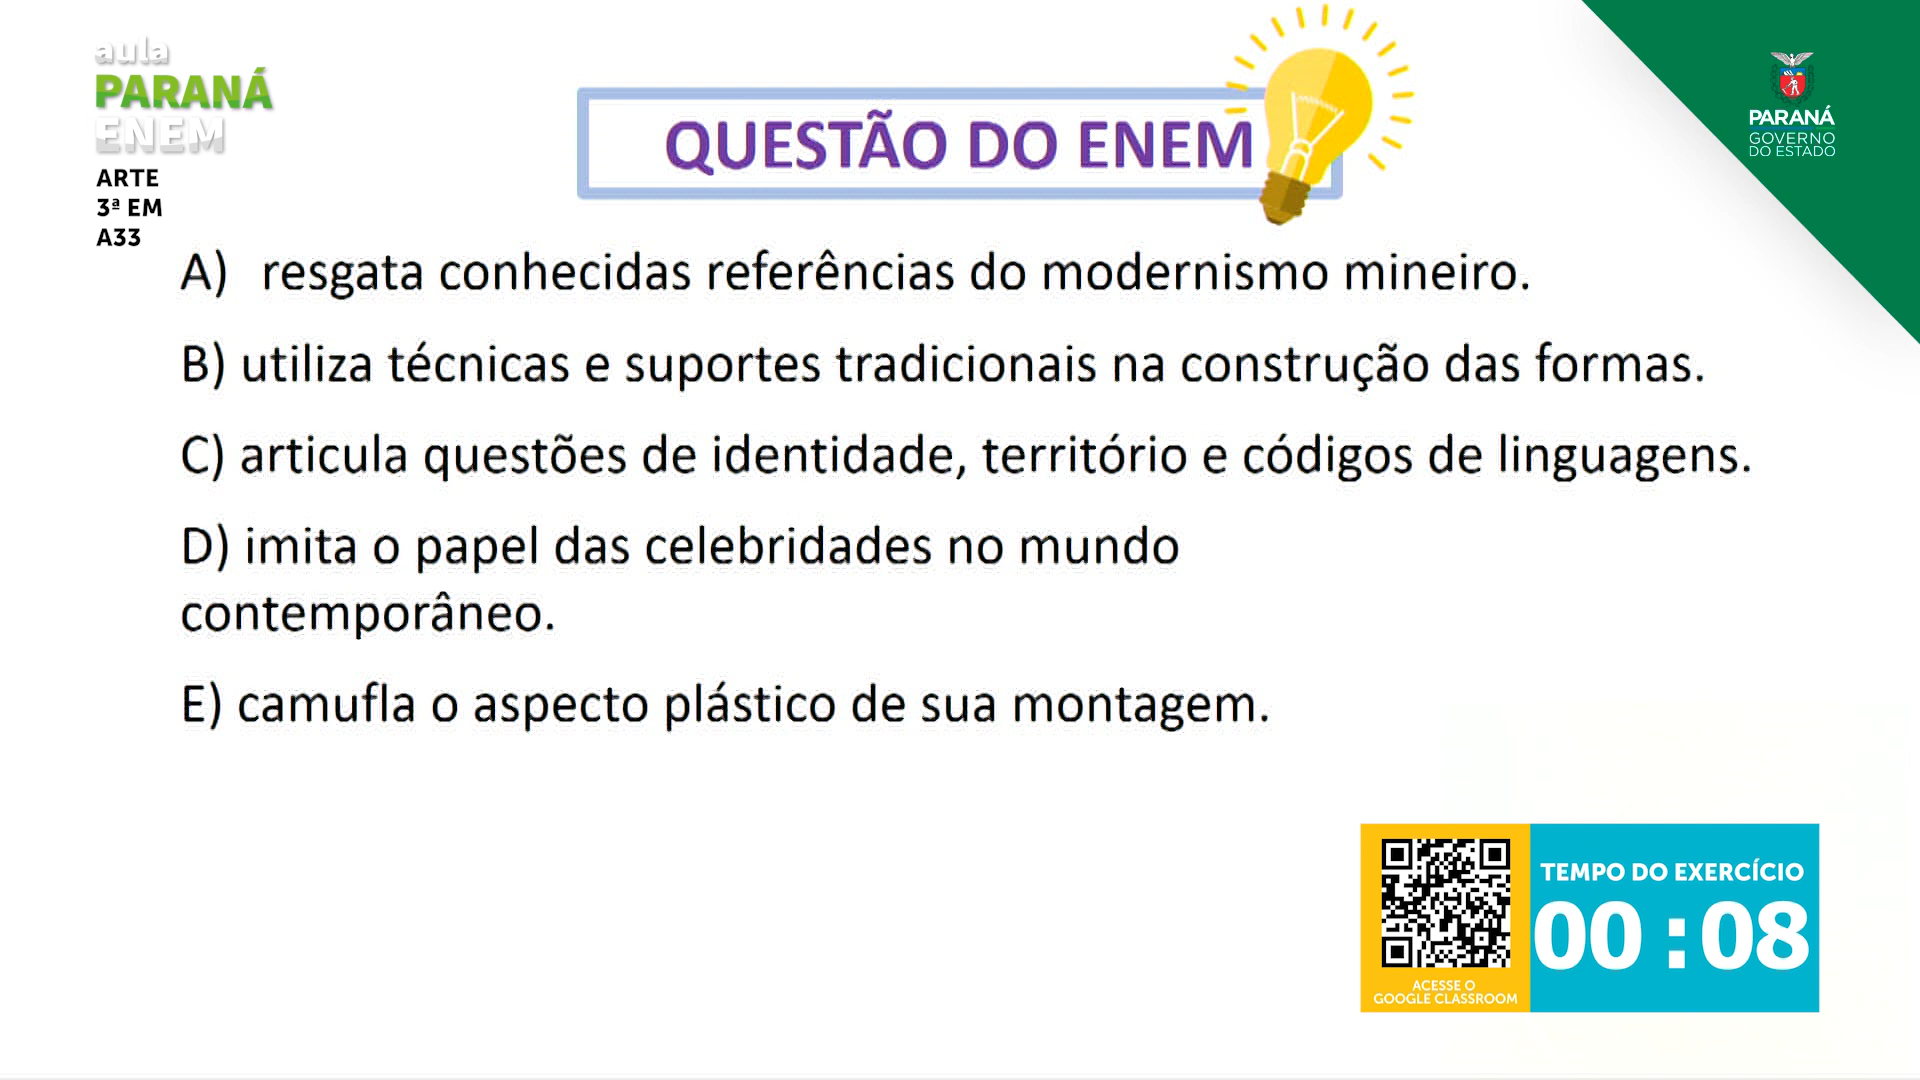 aula
PARANÁ
ENEM
ARTE
3ª EM
A33
QUESTÃO DO ENEM
PARANÁ
GOVERNO
DO ESTADO
A) resgata conhecidas referências do modernismo mineiro.
B) utiliza técnicas e suportes tradicionais na construção das formas.
C) articula questões de identidade, território e códigos de linguagens.
D) imita o papel das celebridades no mundo
contemporâneo.
E) camufla o aspecto plástico de sua montagem.
ACESSE O
GOOGLE CLASSROOM
TEMPO DO EXERCÍCIO
00 : 08